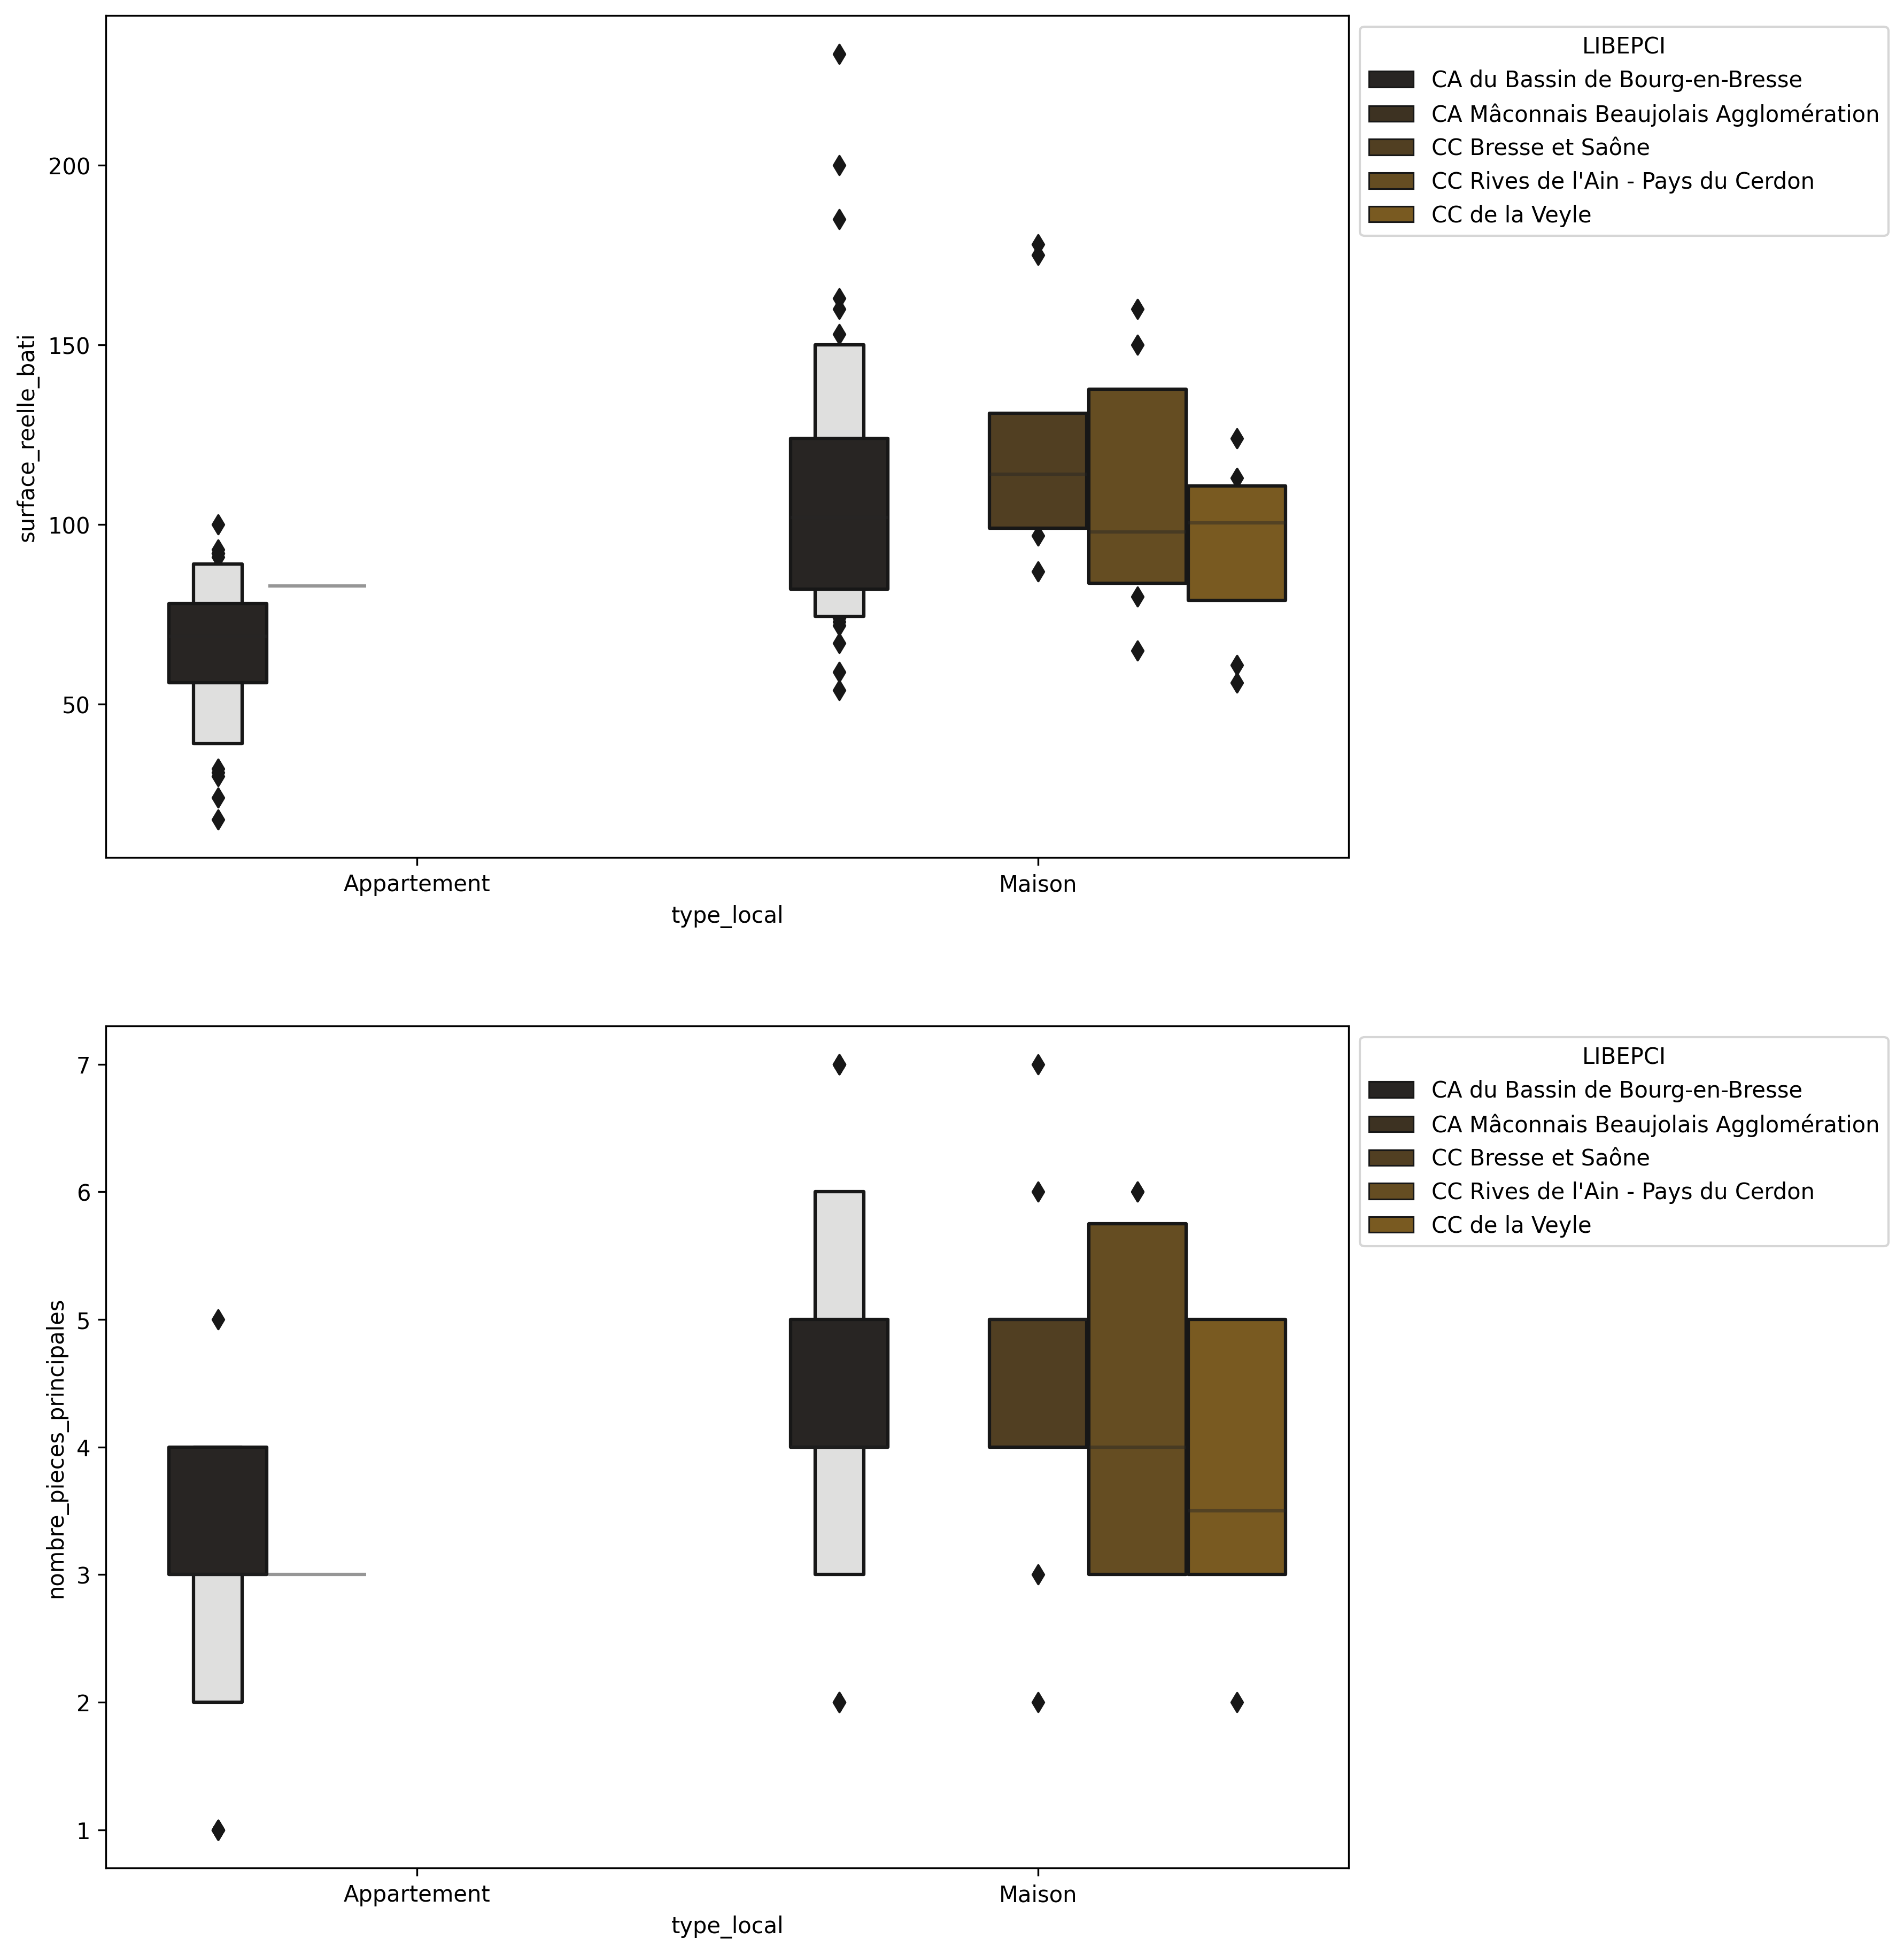 LIBEPCI
CA du Bassin de Bourg-en-Bresse
CA Mâconnais Beaujolais Agglomération
CC Bresse et Saône
CC Rives de l'Ain - Pays du Cerdon
CC de la Veyle
surface_reelle_bati
200
150
100
50
Appartement
Maison
type_local
LIBEPCI
CA du Bassin de Bourg-en-Bresse
CA Mâconnais Beaujolais Agglomération
CC Bresse et Saône
CC Rives de l'Ain - Pays du Cerdon
CC de la Veyle
nombre_pieces_principales
7
6
5
4
3
2
1
Appartement
Maison
type_local